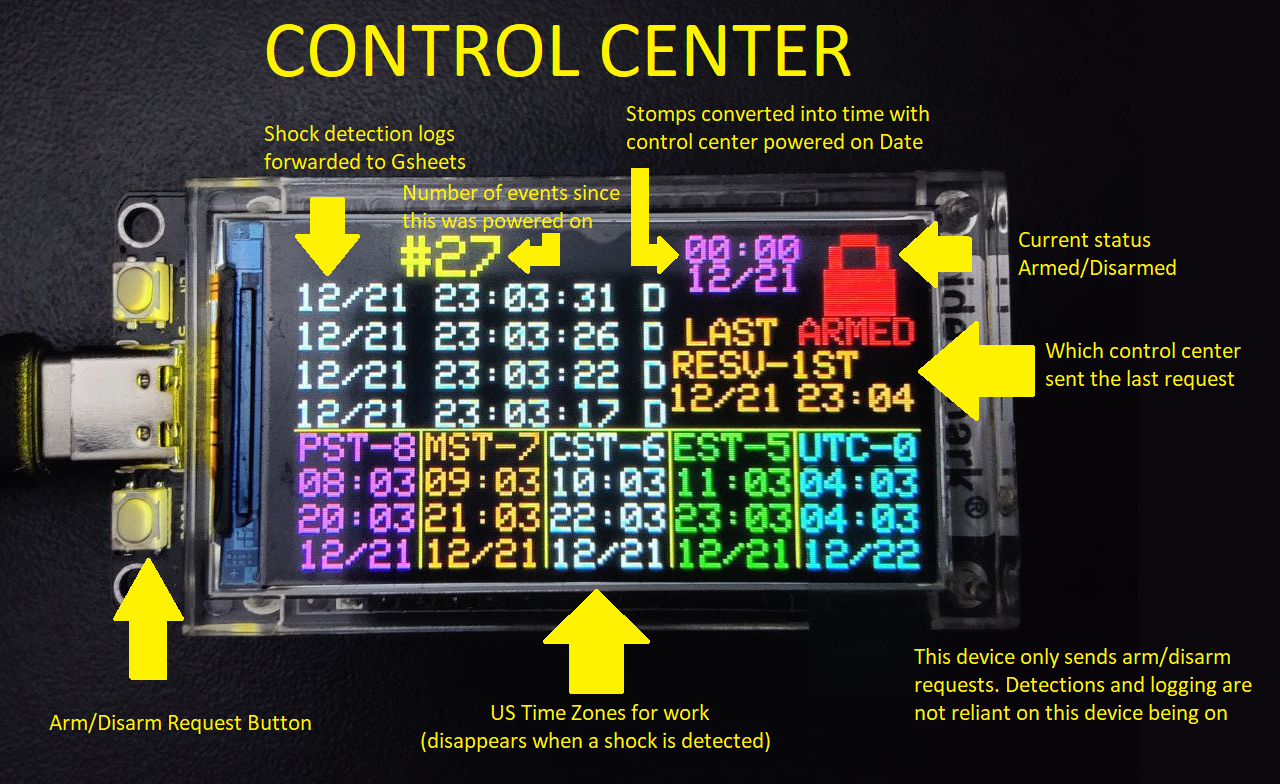 CONTROL CENTER
Stomps converted into time with
control center powered on Date
Shock detection logs
forwarded to Gsheets
Number of events since
this was powered on
#27
00:00
12/21
Current status
Armed/Disarmed
12/21 23:03:31 D
12/21 23:03:26 D
12/21 23:03:22 D
12/21 23:03:17 D
LAST ARMED
RESV-1ST
12/21 23:04
Which control center
sent the last request
PST-8 MST-7 CST-6 EST-5 UTC-0
08:03 09:03 10:03 11:03 04:03
20:03 21:03 22:03 23:03 04:03
12/21 12/21 12/21 12/21 12/22
This device only sends arm/disarm
requests. Detections and logging are
not reliant on this device being on
Arm/Disarm Request Button
US Time Zones for work
(disappears when a shock is detected)